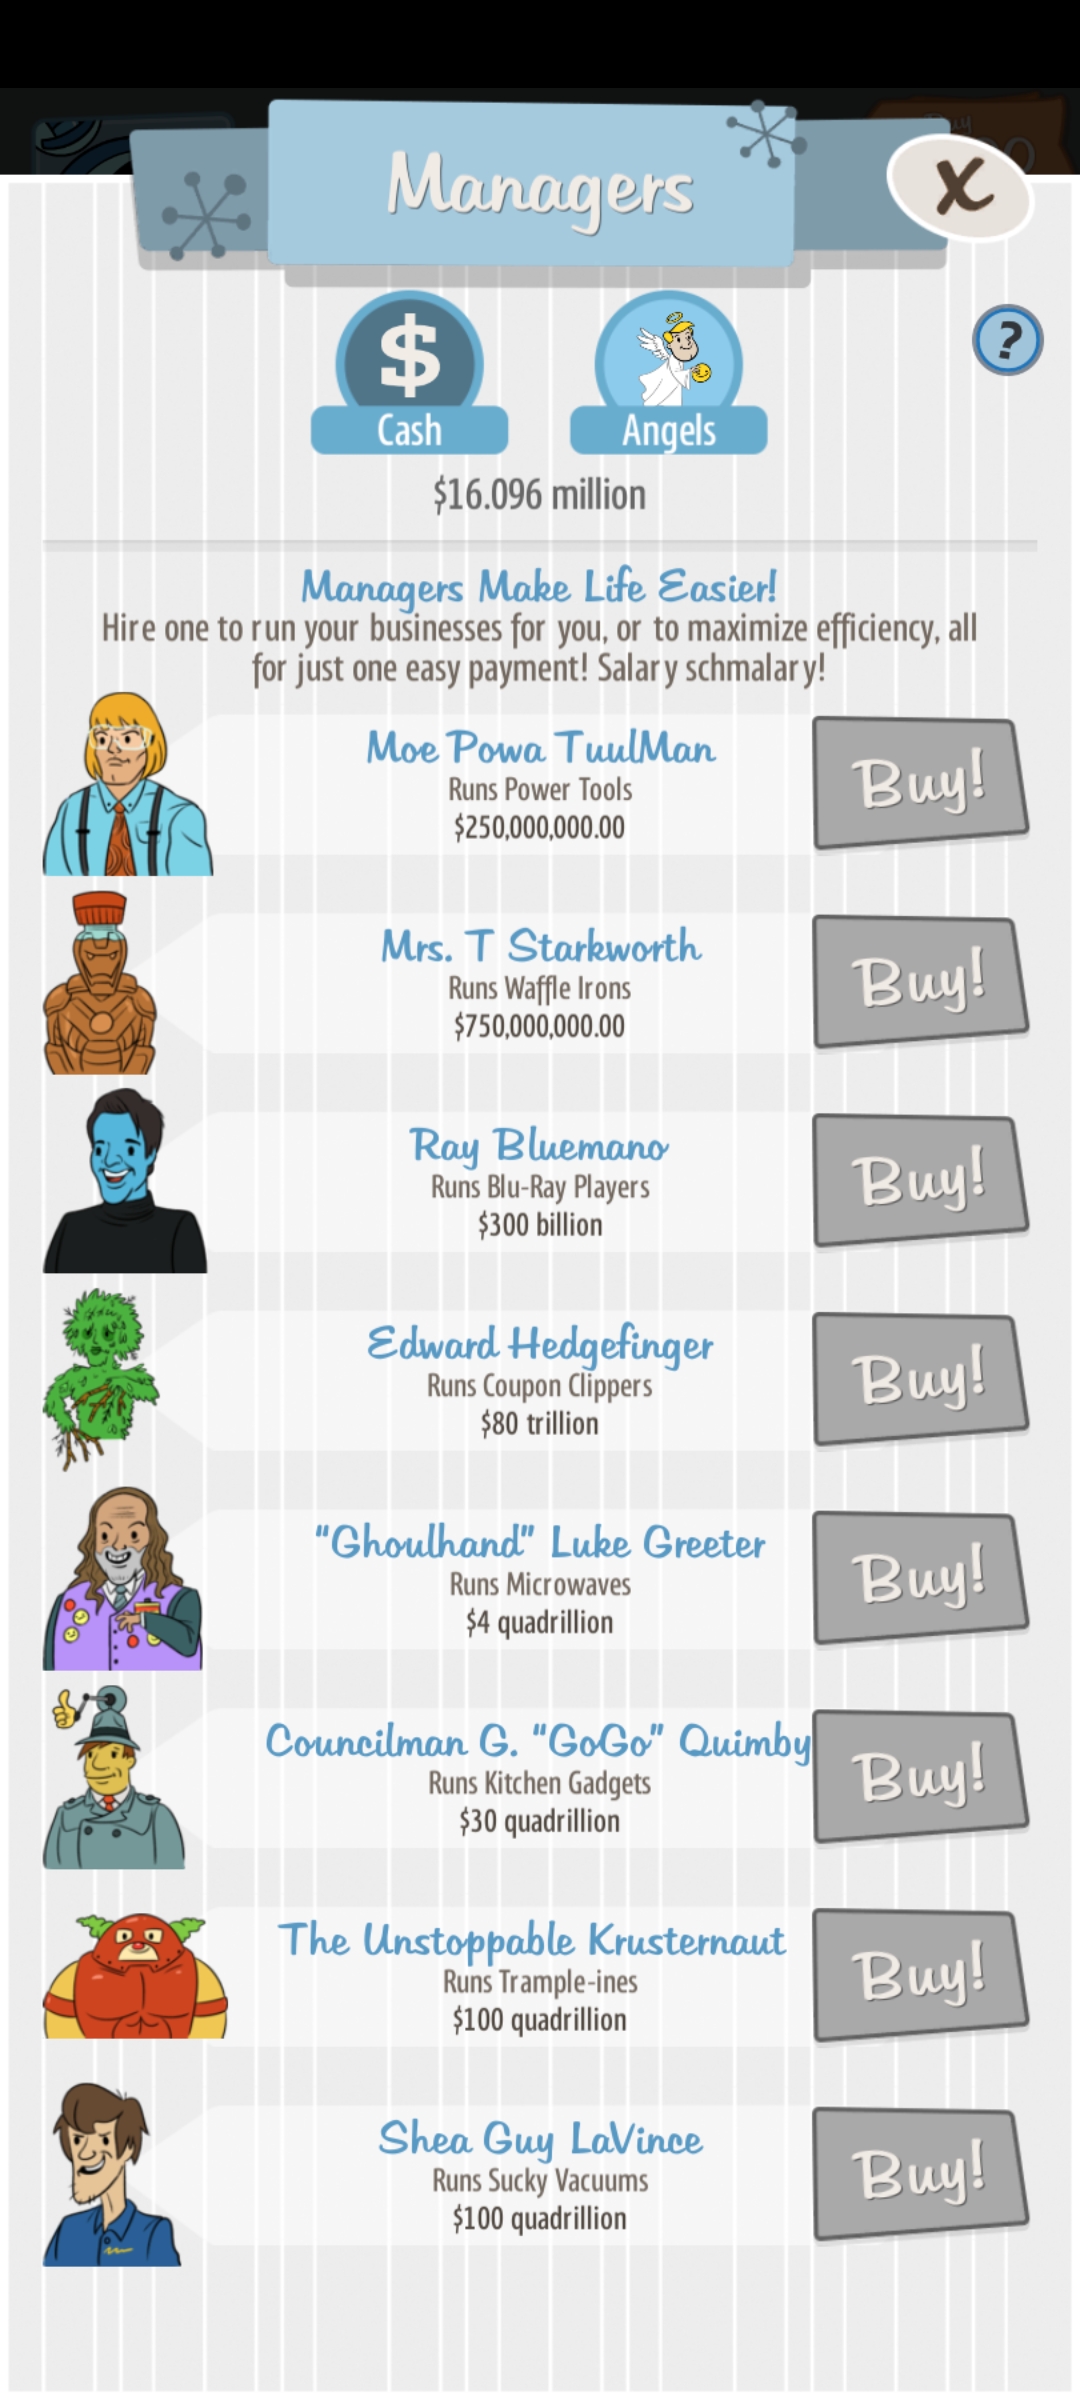 Managers
X
$
?
Cash
Angels
$16.096 million
Managers Make Life Easier!
Hire one to run your businesses for you, or to maximize efficiency, all
for just one easy payment! Salary schmalary!
Moe Powa TuulMan
Runs Power Tools
$250,000,000.00
Buy!
Mrs. T Starkworth
Runs Waffle Irons
$750,000,000.00
Buy!
Ray Bluemano
Runs Blu-Ray Players
$300 billion
Buy!
Edward Hedgefinger
Runs Coupon Clippers
$80 trillion
Buy!
"Ghoulhand" Luke Greeter
Runs Microwaves
$4 quadrillion
Buy!
Councilman G. "GoGo" Quimby
Runs Kitchen Gadgets
$30 quadrillion
Buy!
The Unstoppable Krusternaut
Runs Trample-ines
$100 quadrillion
Buy!
Shea Guy LaVince
Runs Sucky Vacuums
$100 quadrillion
Buy!